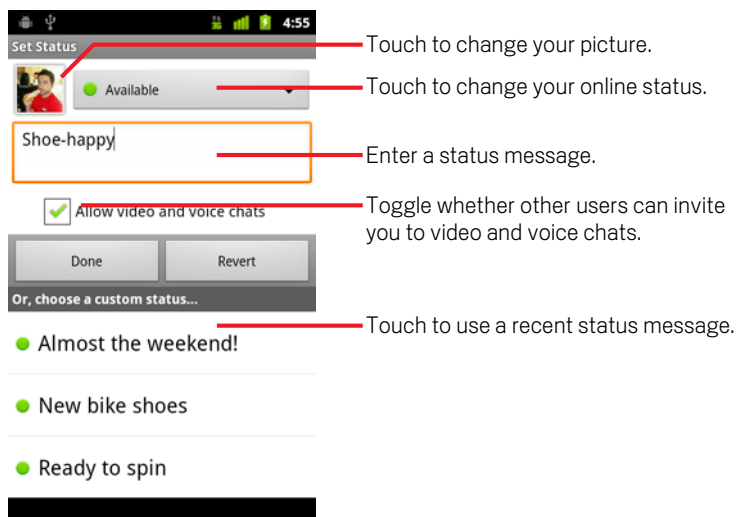 3G 4:55
Set Status
Touch to change your picture.
Available
Touch to change your online status.
Shoe-happy
Enter a status message.
Allow video and voice chats
Toggle whether other users can invite
you to video and voice chats.
Done Revert
Or, choose a custom status...
Touch to use a recent status message.
Almost the weekend!
New bike shoes
Ready to spin